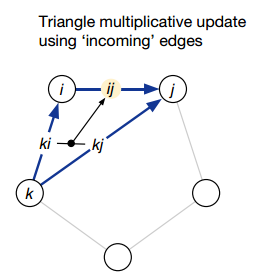 Triangle multiplicative update
using ‘incoming’ edges
i
ij
j
ki
kj
k